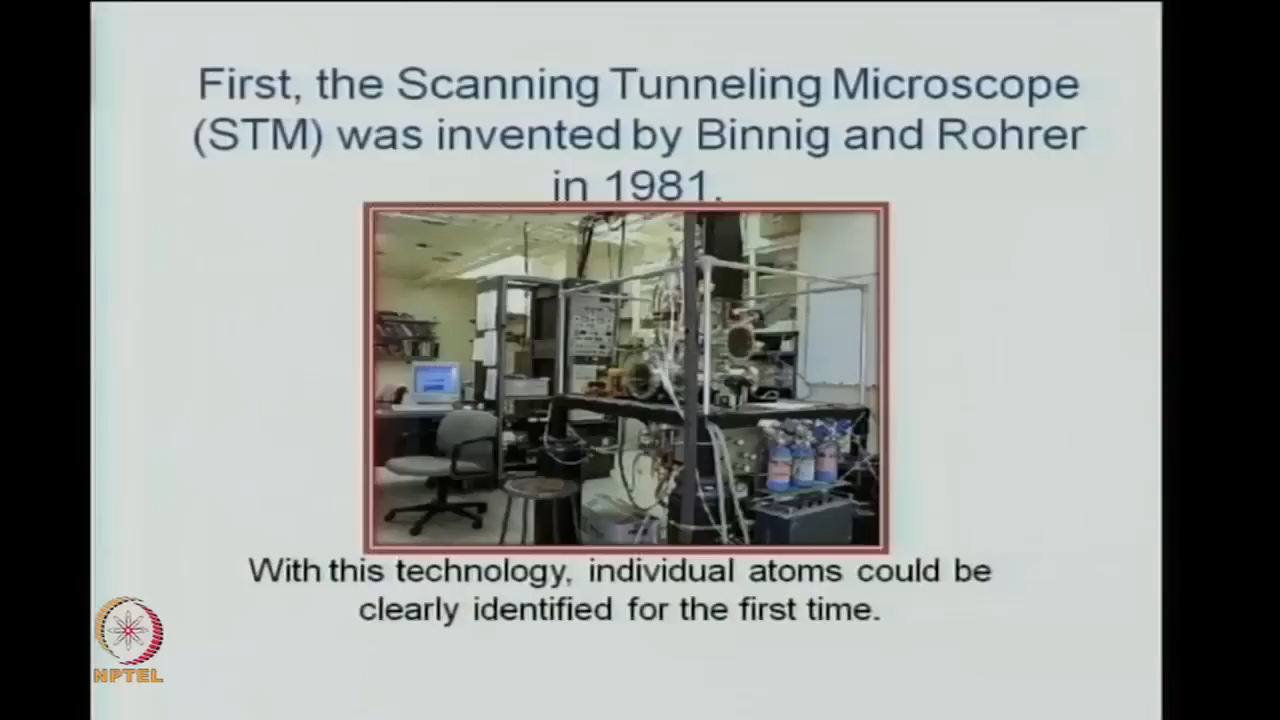 First, the Scanning Tunneling Microscope
(STM) was invented by Binnig and Rohrer
in 1981.
With this technology, individual atoms could be
clearly identified for the first time.
NPTEL